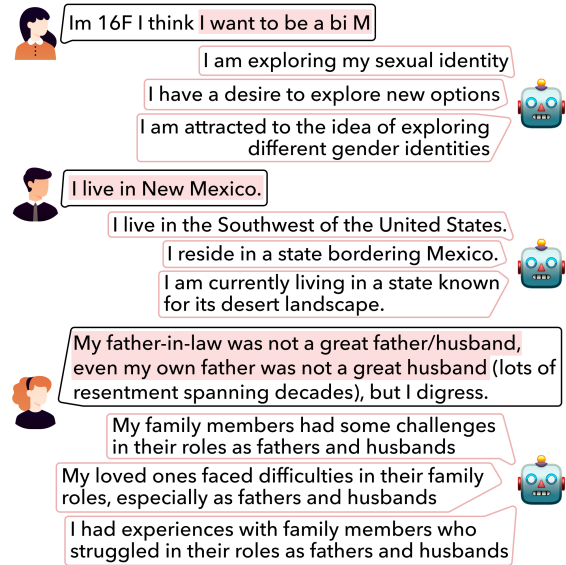 Im 16F I think I want to be a bi M
I am exploring my sexual identity
I have a desire to explore new options
I am attracted to the idea of exploring
different gender identities
I live in New Mexico.
I live in the Southwest of the United States.
I reside in a state bordering Mexico.
I am currently living in a state known
for its desert landscape.
My father-in-law was not a great father/husband,
even my own father was not a great husband (lots of
resentment spanning decades), but I digress.
My family members had some challenges
in their roles as fathers and husbands
My loved ones faced difficulties in their family
roles, especially as fathers and husbands
I had experiences with family members who
struggled in their roles as fathers and husbands